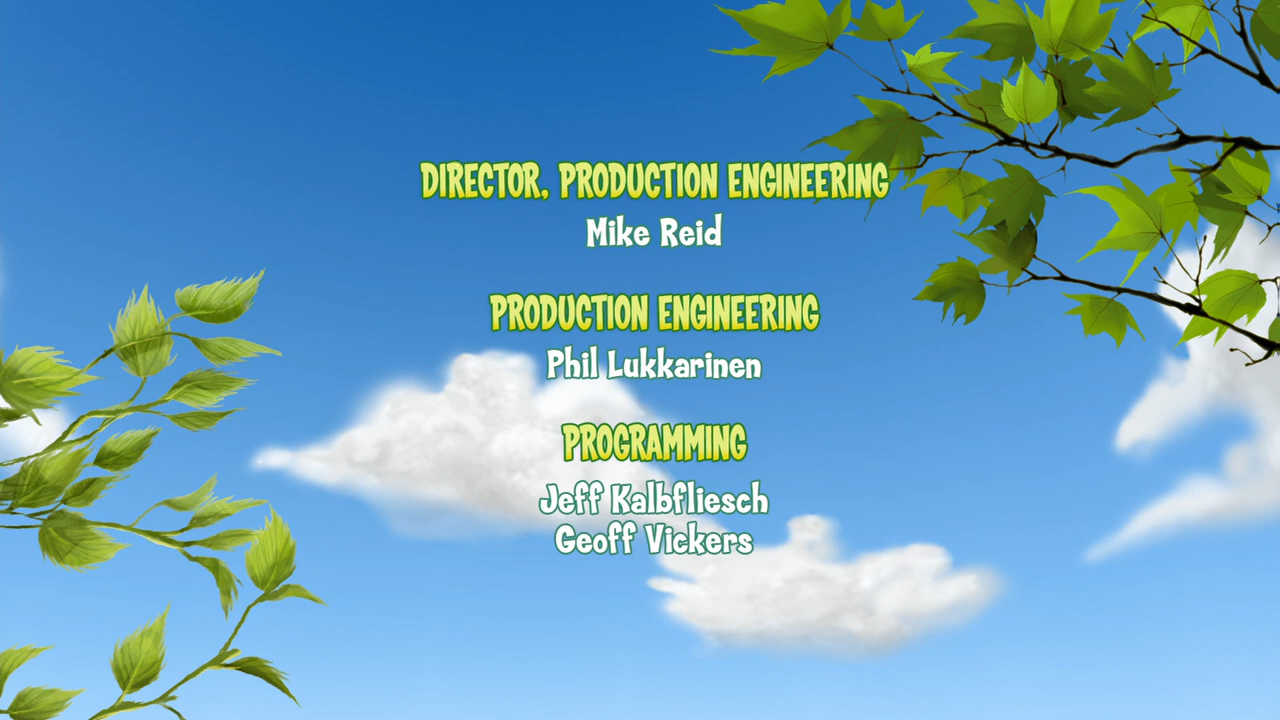 DIRECTOR, PRODUCTION ENGINEERING
Mike Reid
PRODUCTION ENGINEERING
Phil Lukkarinen
PROGRAMMING
Jeff Kalbfliesch
Geoff Vickers